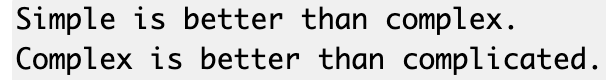 Simple is better than complex.
Complex is better than complicated.